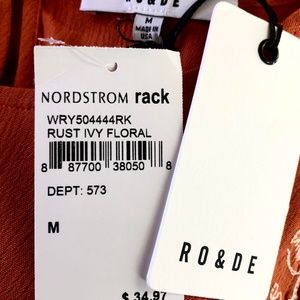 RO&DE
M
MADE IN
USA
NORDSTROM rack
WRY504444RK
RUST IVY FLORAL
8 87700 38050 8
DEPT: 573
M
$ 34.97
RO&DE